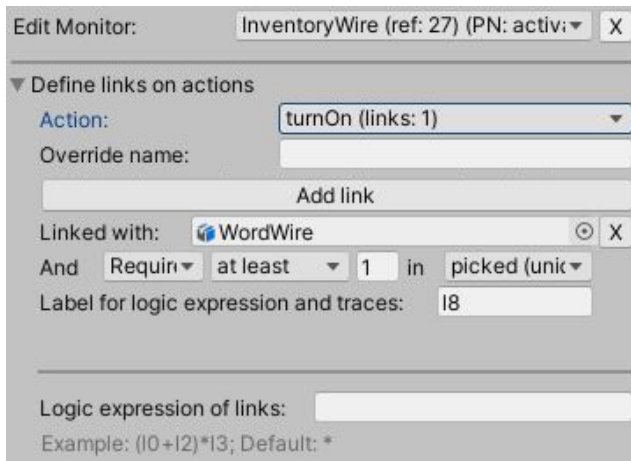 Edit Monitor: InventoryWire (ref: 27) (PN: activ X
Define links on actions
Action: turnOn (links: 1)
Override name:
Add link
Linked with: WordWire X
And Requir at least 1 in picked (unic
Label for logic expression and traces: l8
Logic expression of links:
Example: (l0+l2)*l3; Default: *